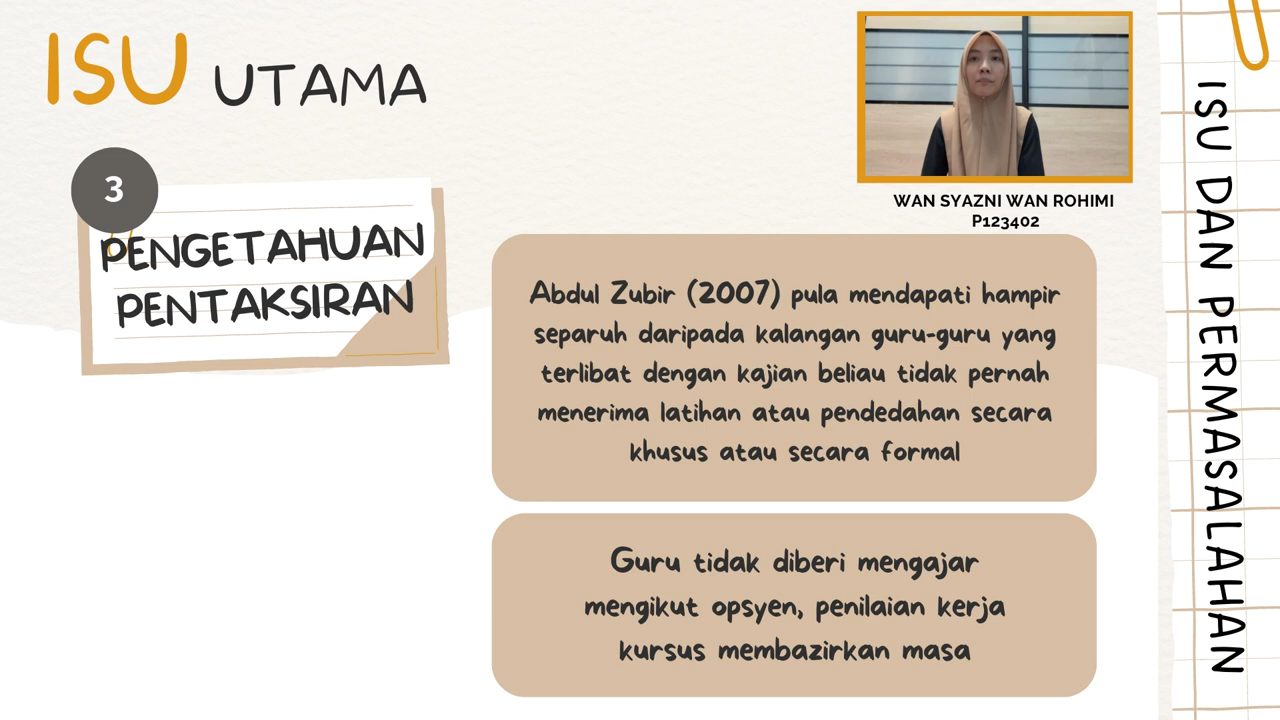 ISU UTAMA
3
PENGETAHUAN
PENTAKSIRAN
WAN SYAZNI WAN ROHIMI
P123402
Abdul Zubir (2007) pula mendapati hampir
separuh daripada kalangan guru-guru yang
terlibat dengan kajian beliau tidak pernah
menerima latihan atau pendedahan secara
khusus atau secara formal
Guru tidak diberi mengajar
mengikut opsyen, penilaian kerja
kursus membazirkan masa
ISU DAN PERMASALAHAN